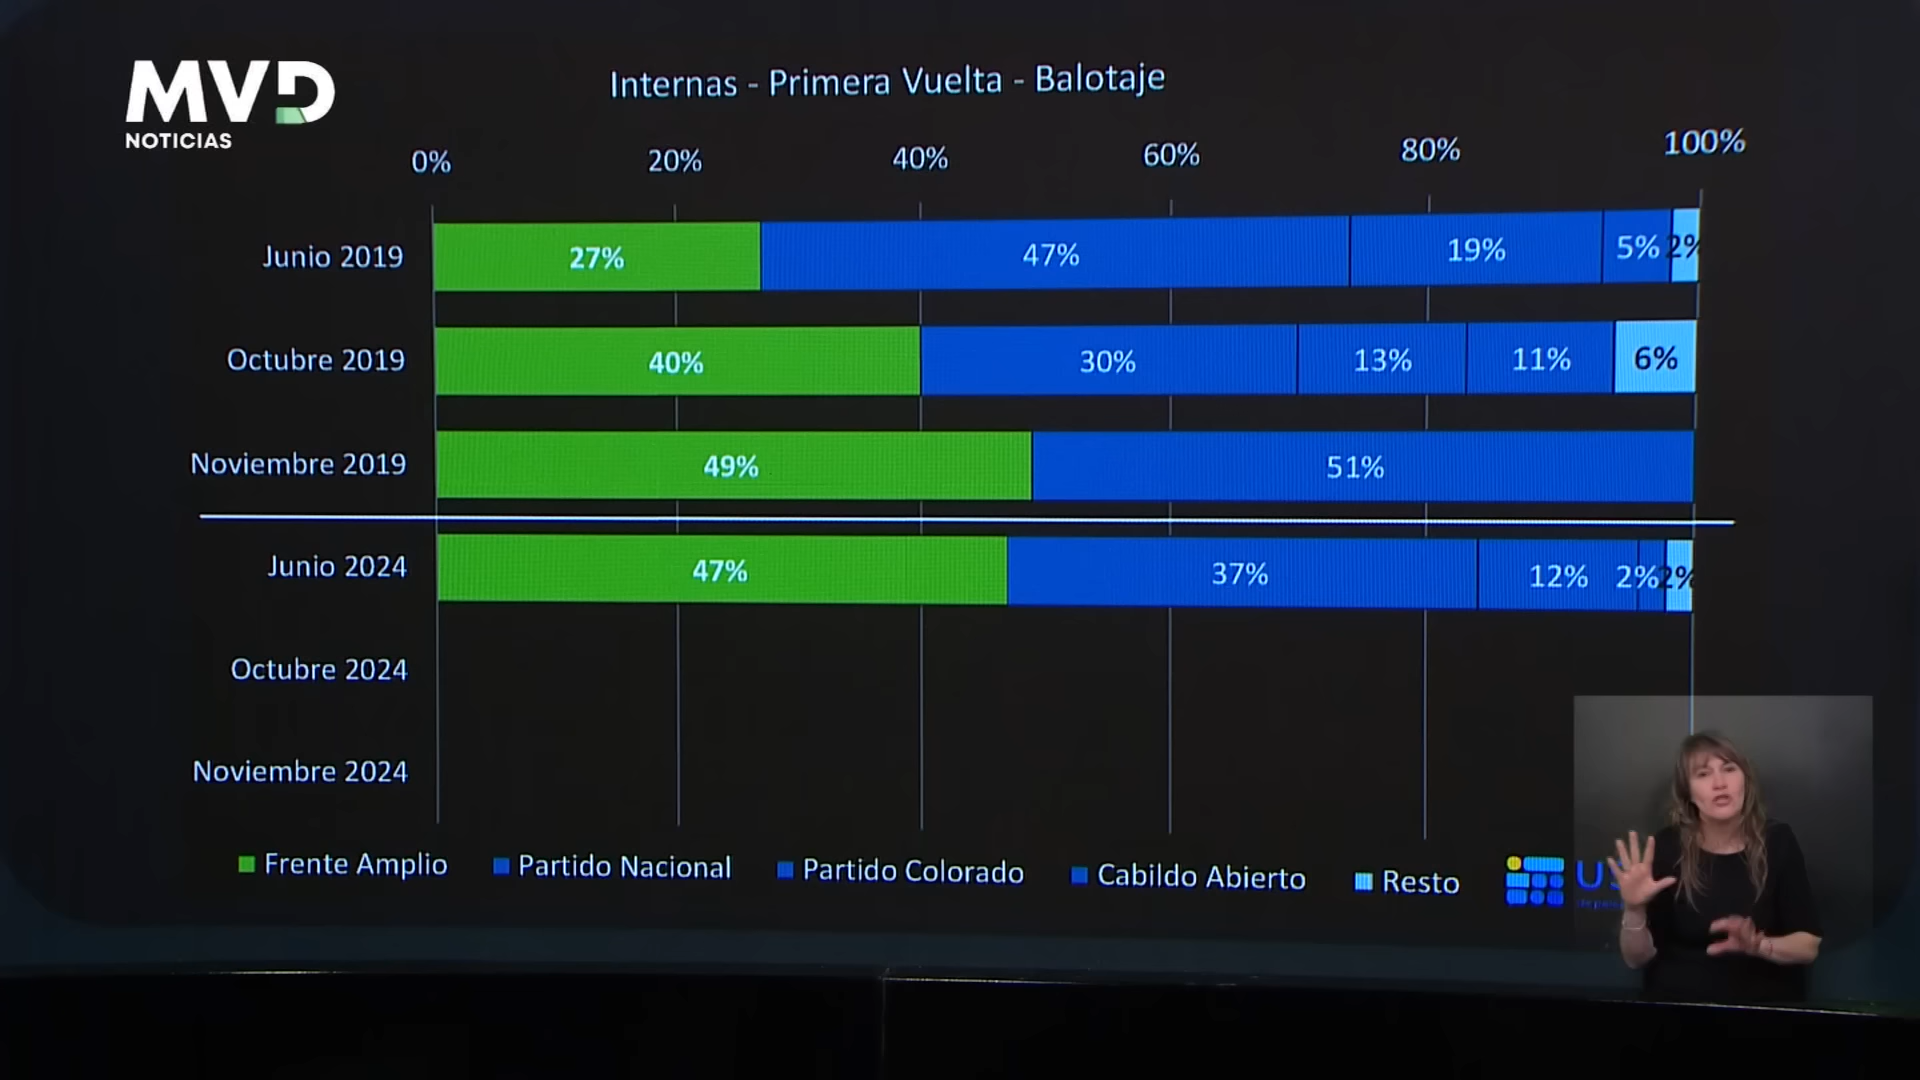 MVD
NOTICIAS
Internas - Primera Vuelta - Balotaje
0% 20% 40% 60% 80% 100%
Junio 2019 27% 47% 19% 5% 2%
Octubre 2019 40% 30% 13% 11% 6%
Noviembre 2019 49% 51%
Junio 2024 47% 37% 12% 2% 2%
Octubre 2024
Noviembre 2024
Frente Amplio Partido Nacional Partido Colorado Cabildo Abierto Resto